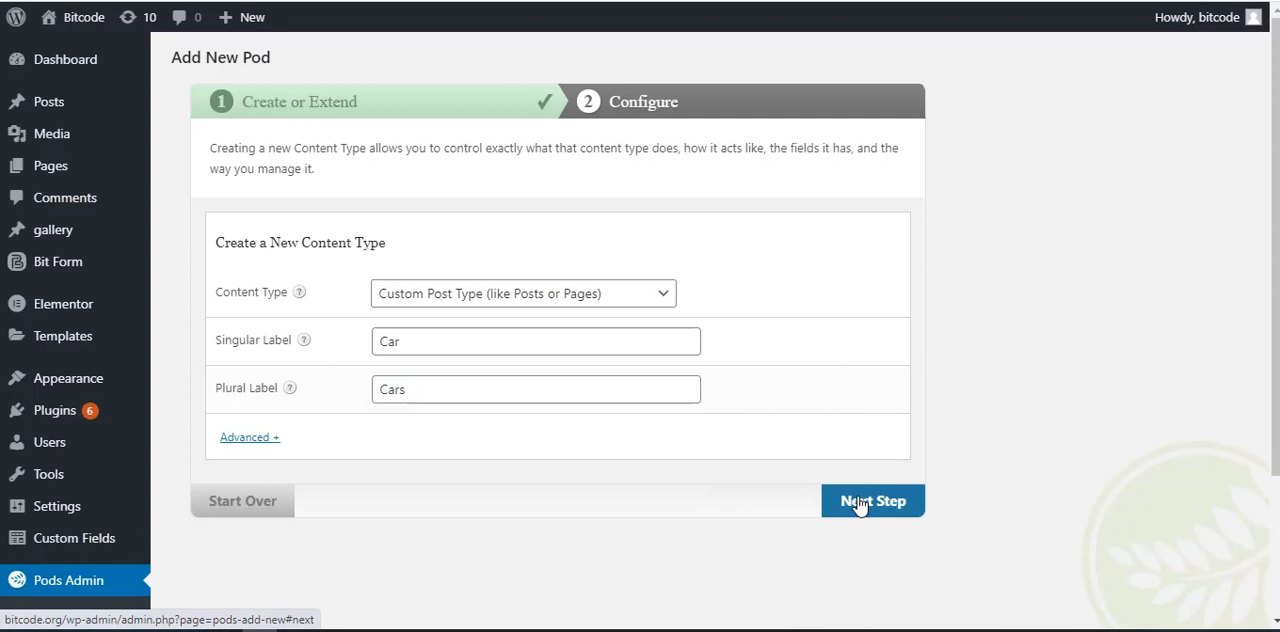 Bitcode 10 0 + New Howdy, bitcode
Dashboard
Posts
Media
Pages
Comments
gallery
Bit Form
Elementor
Templates
Appearance
Plugins 6
Users
Tools
Settings
Custom Fields
Pods Admin
Add New Pod
1 Create or Extend ✓ 2 Configure
Creating a new Content Type allows you to control exactly what that content type does, how it acts like, the fields it has, and the
way you manage it.
Create a New Content Type
Content Type ? Custom Post Type (like Posts or Pages)
Singular Label ? Car
Plural Label ? Cars
Advanced +
Start Over Next Step
bitcode.org/wp-admin/admin.php?page=pods-add-new#next